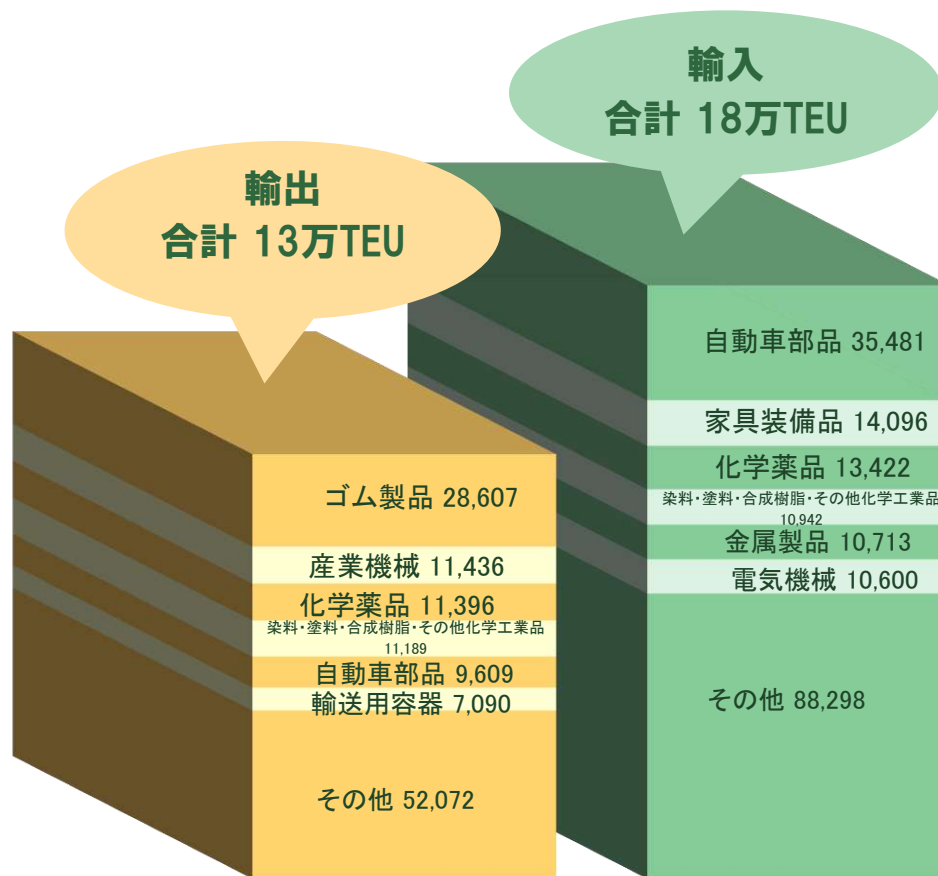 輸入
合計 18万TEU
輸出
合計 13万TEU
自動車部品 35,481
家具装備品 14,096
化学薬品 13,422
染料・塗料・合成樹脂・その他化学工業品
10,942
金属製品 10,713
電気機械 10,600
その他 88,298
ゴム製品 28,607
産業機械 11,436
化学薬品 11,396
染料・塗料・合成樹脂・その他化学工業品
11,189
自動車部品 9,609
輸送用容器 7,090
その他 52,072